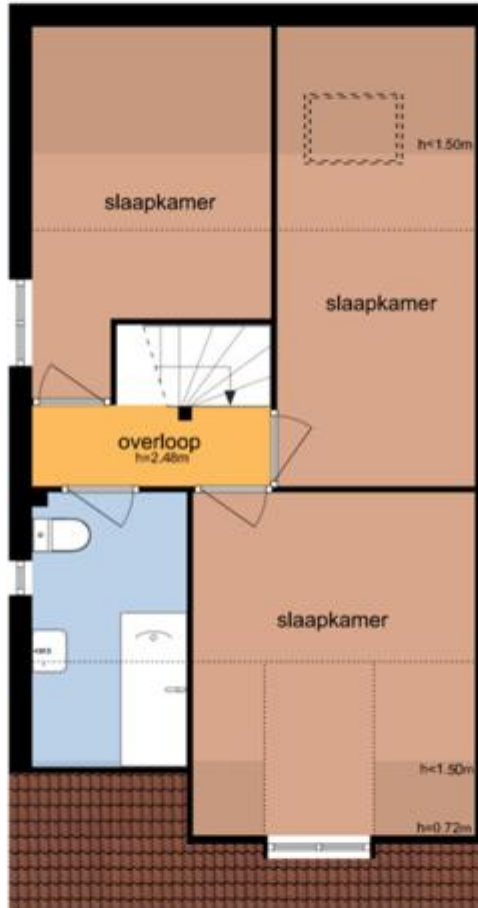 slaapkamer
h<1.50m
slaapkamer
overloop
h=2.48m
slaapkamer
h<1.50m
h=0.72m